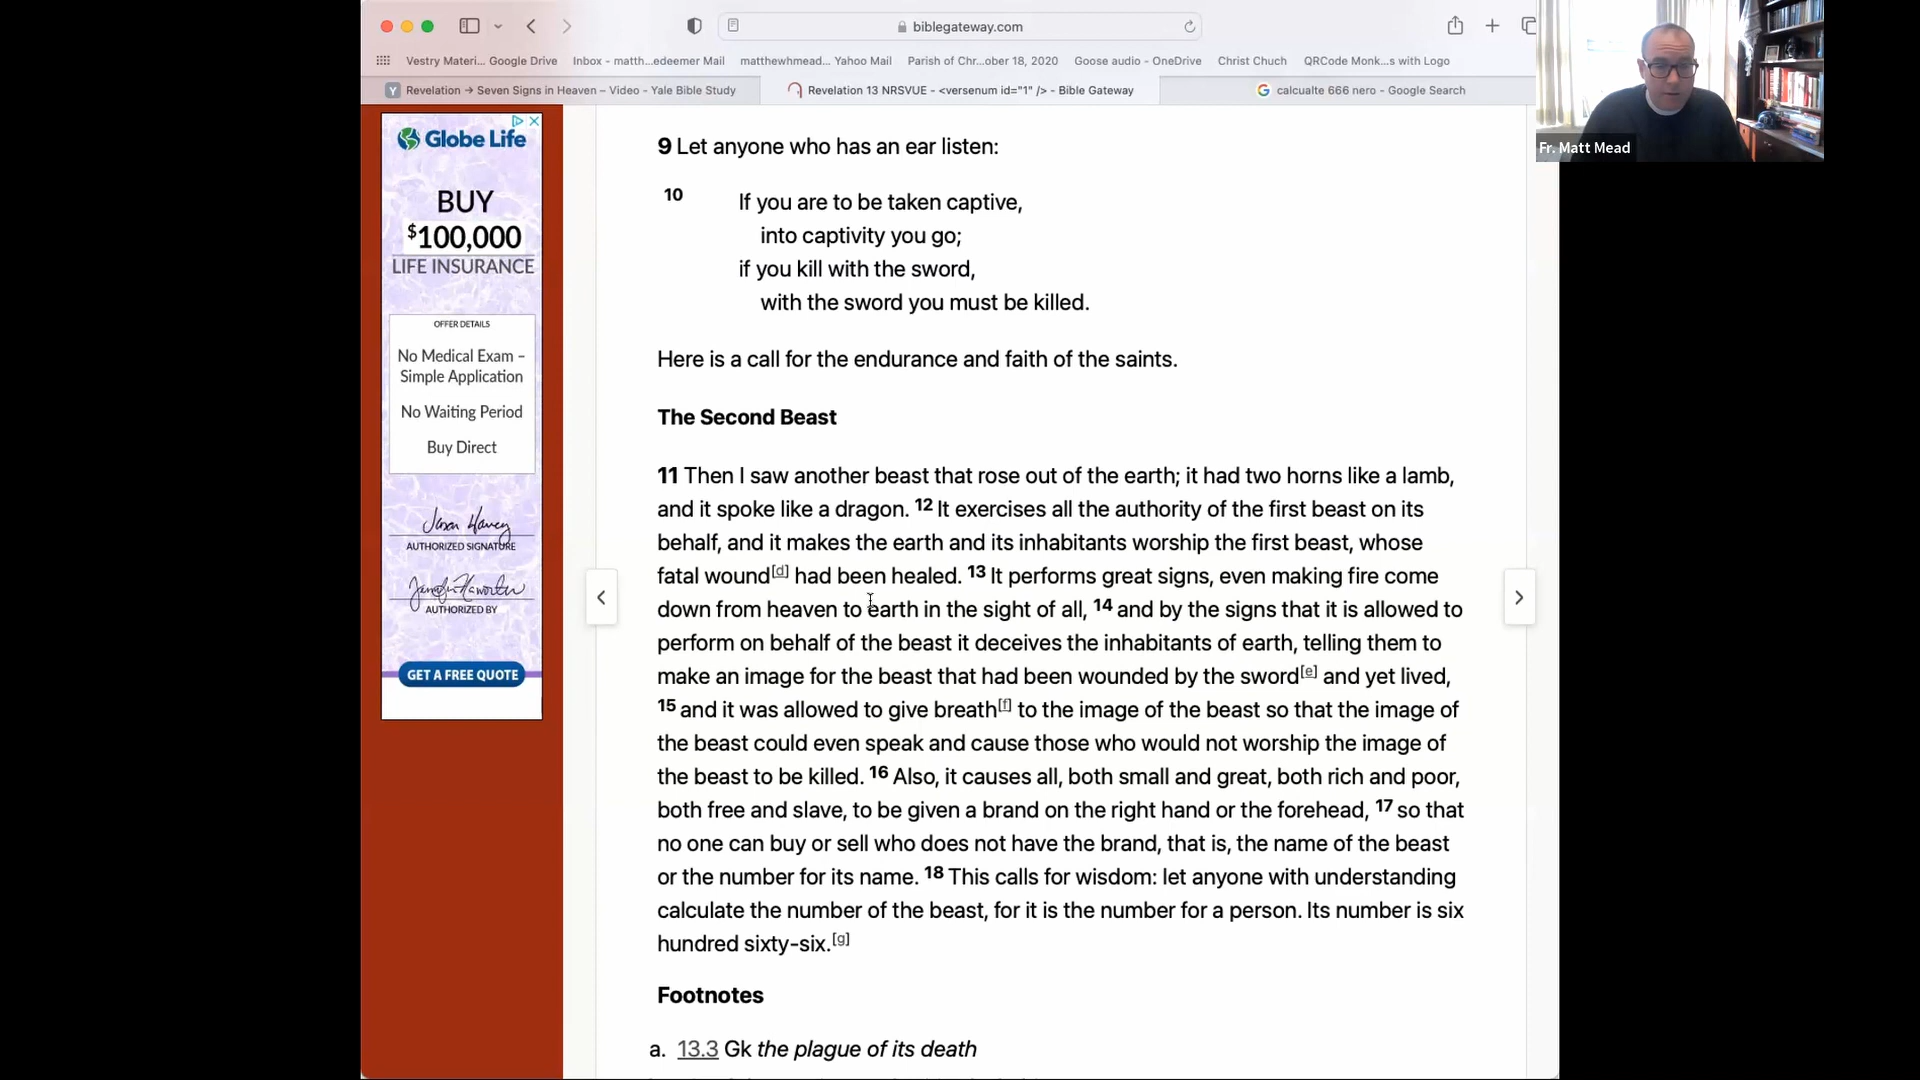 biblegateway.com
Vestry Materi... Google Drive
Inbox - matth...edeemer Mail
matthewhmead... Yahoo Mail
Parish of Chr...ober 18, 2020
Goose audio - OneDrive
Christ Chuch
QRCode Monk...s with Logo
Y Revelation → Seven Signs in Heaven – Video - Yale Bible Study
Revelation 13 NRSVUE - <versenum id="1" /> - Bible Gateway
G calcualte 666 nero - Google Search
Fr. Matt Mead
Globe Life
BUY
$100,000
LIFE INSURANCE
OFFER DETAILS
No Medical Exam –
Simple Application
No Waiting Period
Buy Direct
AUTHORIZED SIGNATURE
AUTHORIZED BY
GET A FREE QUOTE
9 Let anyone who has an ear listen:
10 If you are to be taken captive,
into captivity you go;
if you kill with the sword,
with the sword you must be killed.
Here is a call for the endurance and faith of the saints.
The Second Beast
11 Then I saw another beast that rose out of the earth; it had two horns like a lamb,
and it spoke like a dragon. 12 It exercises all the authority of the first beast on its
behalf, and it makes the earth and its inhabitants worship the first beast, whose
fatal wound[d] had been healed. 13 It performs great signs, even making fire come
down from heaven to earth in the sight of all, 14 and by the signs that it is allowed to
perform on behalf of the beast it deceives the inhabitants of earth, telling them to
make an image for the beast that had been wounded by the sword[e] and yet lived,
15 and it was allowed to give breath[f] to the image of the beast so that the image of
the beast could even speak and cause those who would not worship the image of
the beast to be killed. 16 Also, it causes all, both small and great, both rich and poor,
both free and slave, to be given a brand on the right hand or the forehead, 17 so that
no one can buy or sell who does not have the brand, that is, the name of the beast
or the number for its name. 18 This calls for wisdom: let anyone with understanding
calculate the number of the beast, for it is the number for a person. Its number is six
hundred sixty-six.[g]
Footnotes
a. 13.3 Gk the plague of its death